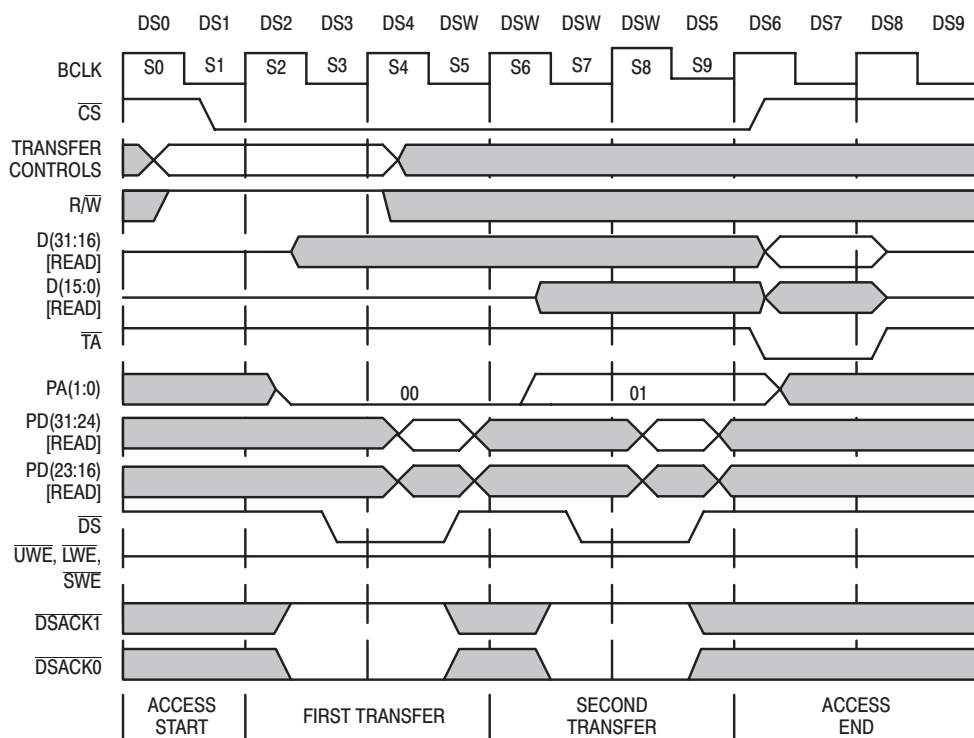 DS0 DS1 DS2 DS3 DS4 DSW DSW DSW DSW DS5 DS6 DS7 DS8 DS9
BCLK S0 S1 S2 S3 S4 S5 S6 S7 S8 S9
CS
TRANSFER
CONTROLS
R/W
D(31:16)
[READ]
D(15:0)
[READ]
TA
PA(1:0) 00 01
PD(31:24)
[READ]
PD(23:16)
[READ]
DS
UWE, LWE,
SWE
DSACK1
DSACK0
ACCESS
START
FIRST TRANSFER
SECOND
TRANSFER
ACCESS
END